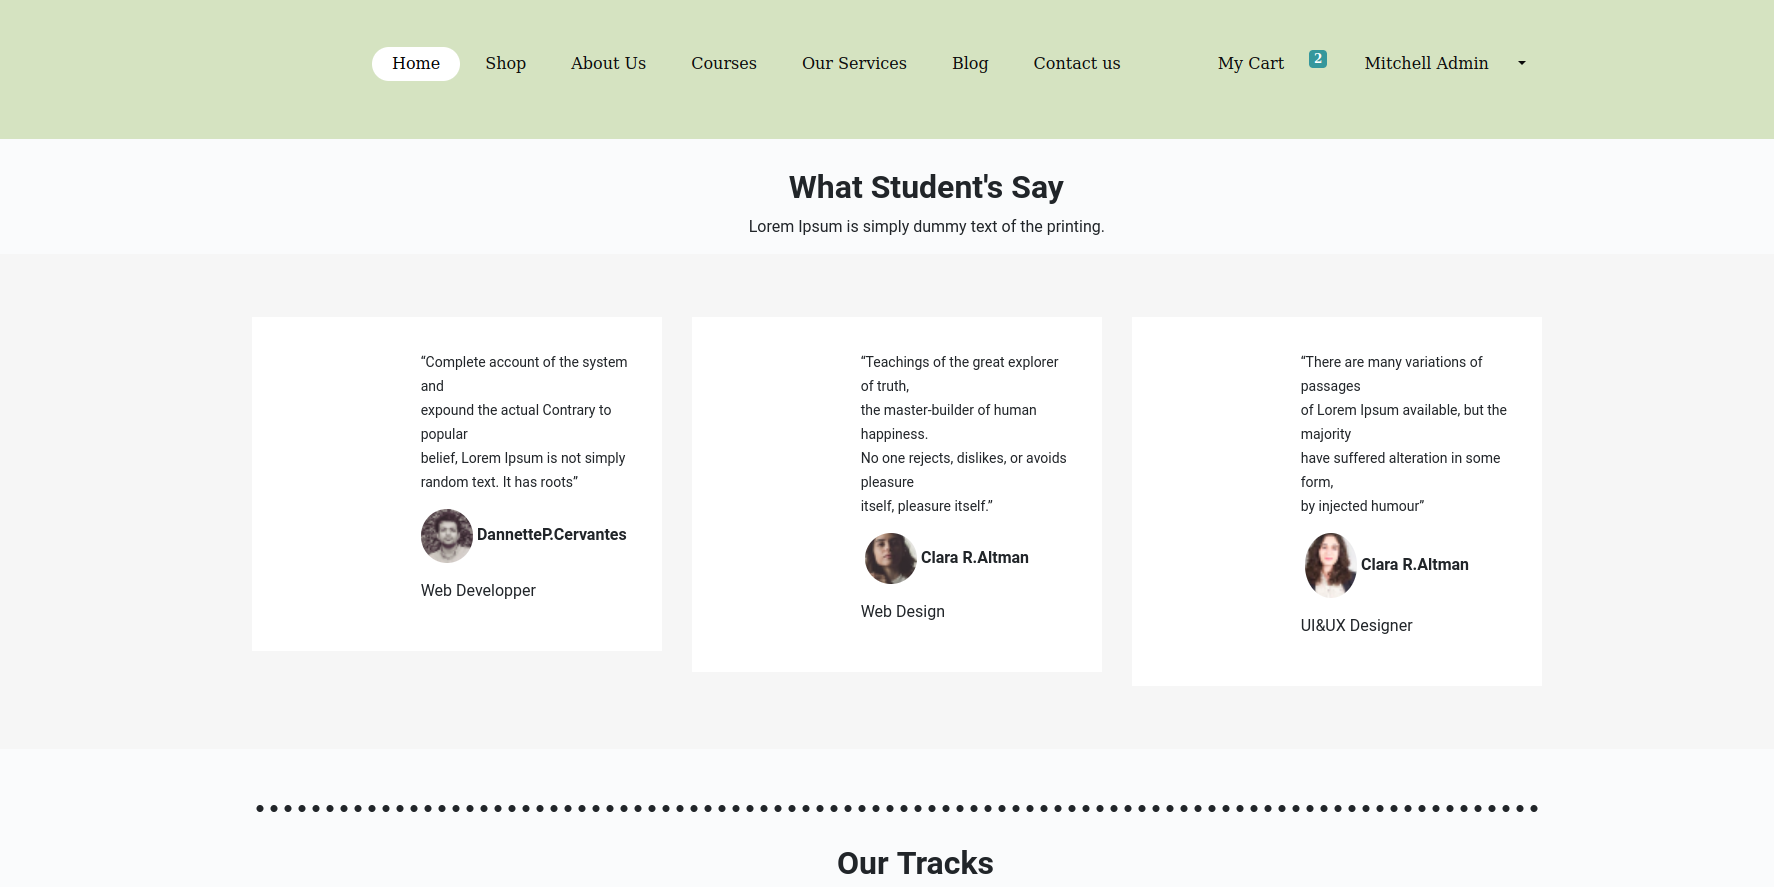 Home Shop About Us Courses Our Services Blog Contact us My Cart 2 Mitchell Admin
What Student's Say
Lorem Ipsum is simply dummy text of the printing.
“Complete account of the system
and
expound the actual Contrary to
popular
belief, Lorem Ipsum is not simply
random text. It has roots”
DannetteP.Cervantes
Web Developper
“Teachings of the great explorer
of truth,
the master-builder of human
happiness.
No one rejects, dislikes, or avoids
pleasure
itself, pleasure itself.”
Clara R.Altman
Web Design
“There are many variations of
passages
of Lorem Ipsum available, but the
majority
have suffered alteration in some
form,
by injected humour”
Clara R.Altman
UI&UX Designer
Our Tracks